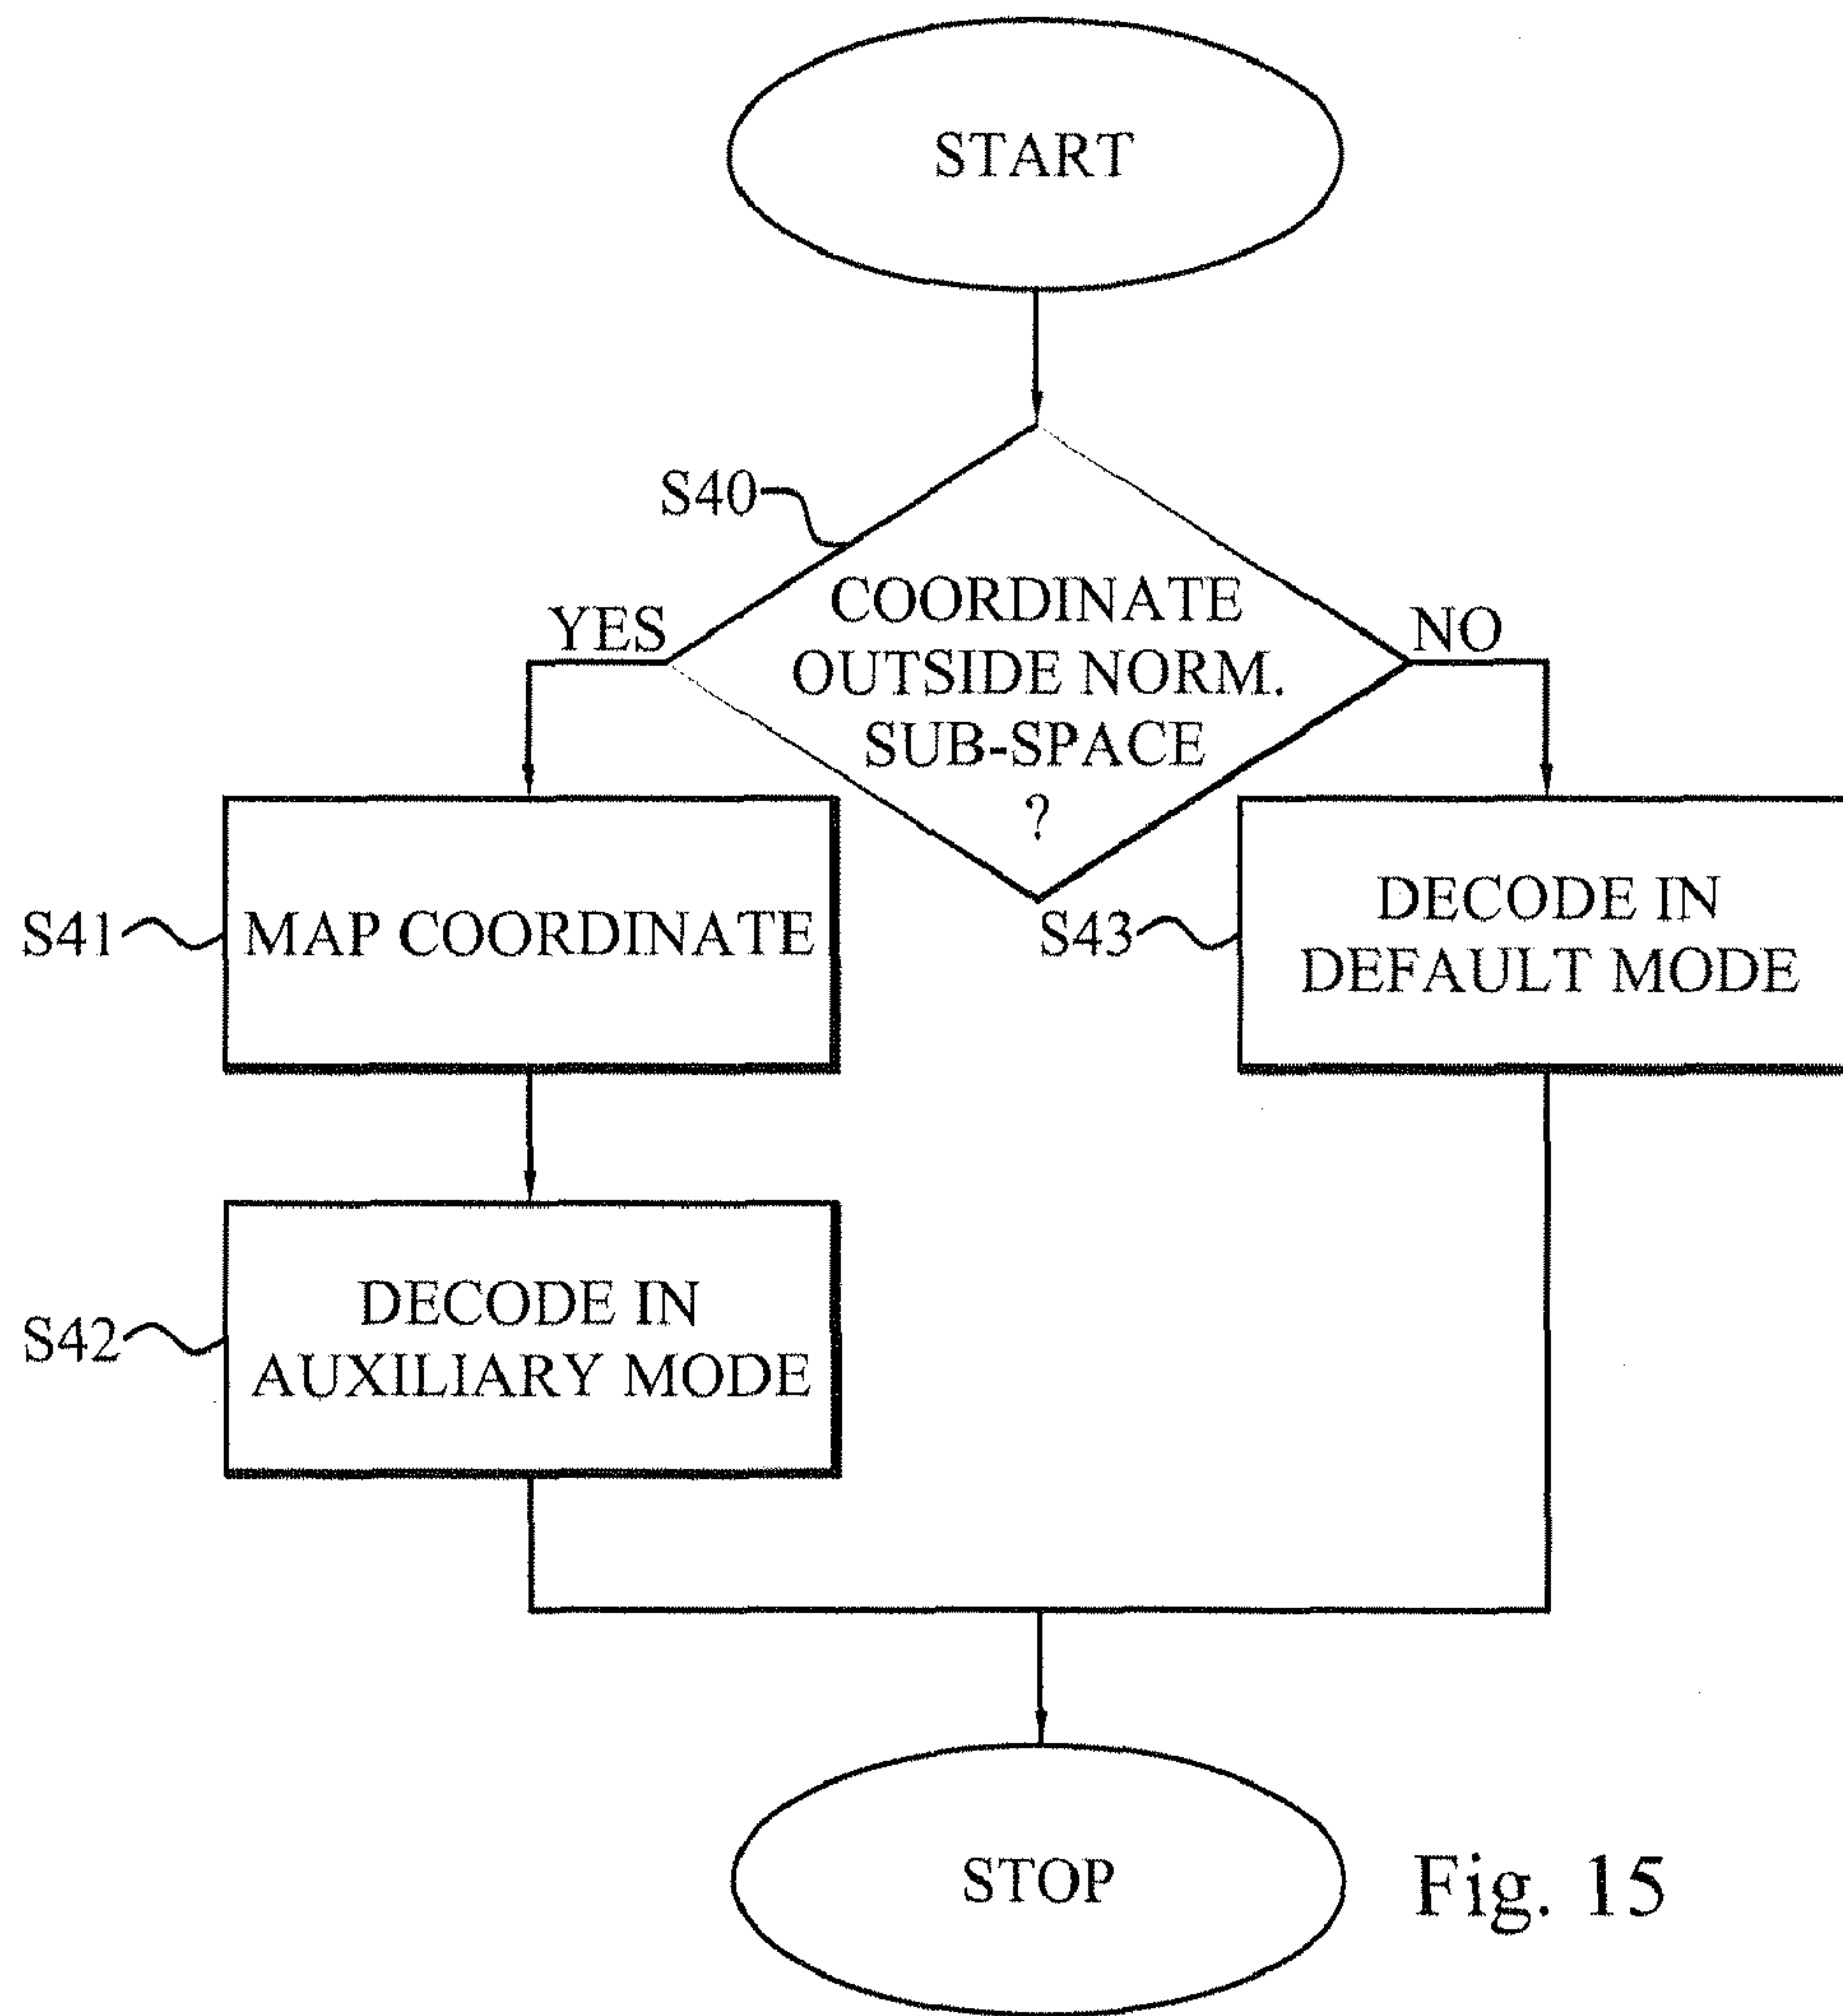 START
S40
COORDINATE
OUTSIDE NORM.
SUB-SPACE
?
YES
NO
S41
MAP COORDINATE
S43
DECODE IN
DEFAULT MODE
S42
DECODE IN
AUXILIARY MODE
STOP
Fig. 15